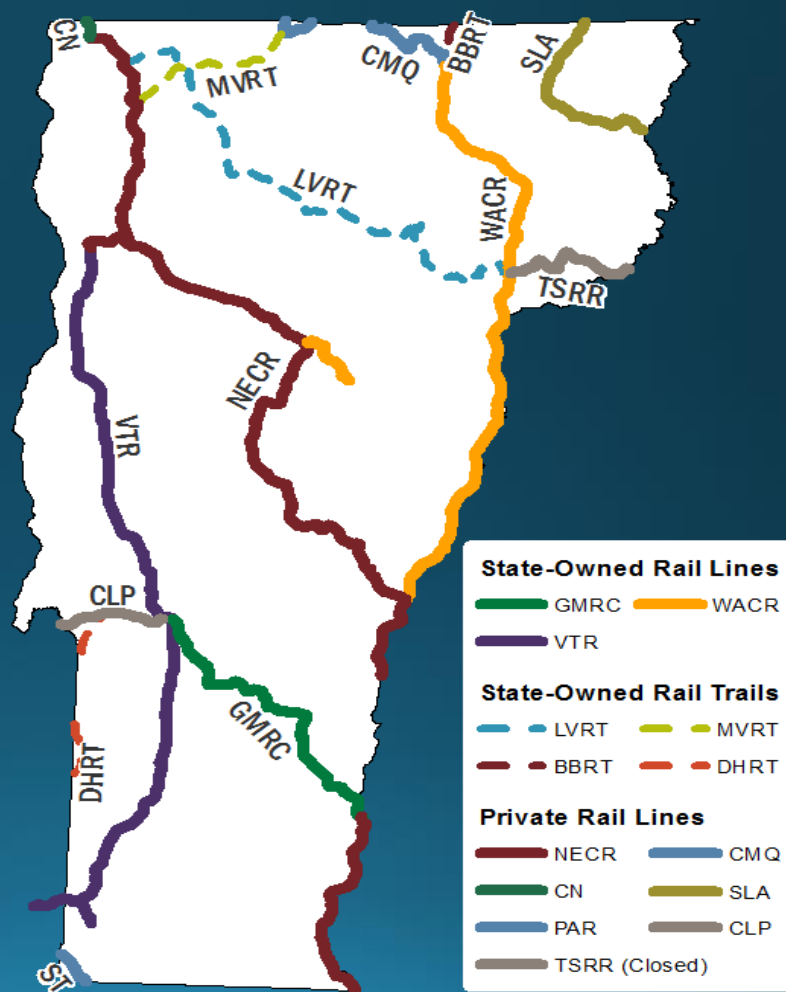 CN
MVRT
CMQ
BBRT
SLA
LVRT
WACR
TSRR
NECR
VTR
CLP
GMRC
DHRT
ST
State-Owned Rail Lines
GMRC WACR
VTR
State-Owned Rail Trails
LVRT MVRT
BBRT DHRT
Private Rail Lines
NECR CMQ
CN SLA
PAR CLP
TSRR (Closed)